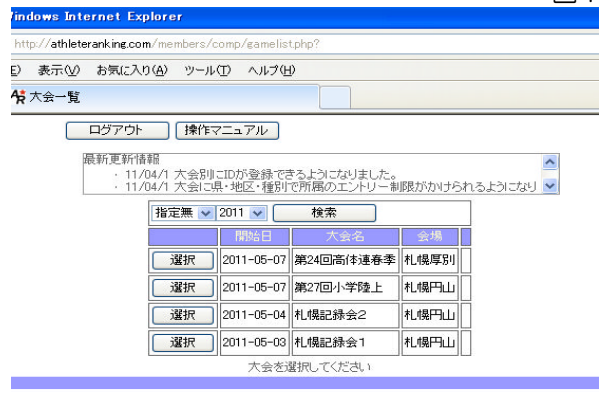 Windows Internet Explorer
http://athleteranking.com/members/comp/gamelist.php?
E) 表示(V) お気に入り(A) ツール(T) ヘルプ(H)
AR 大会一覧
ログアウト 操作マニュアル
最新更新情報
・ 11/04/1 大会別にIDが登録できるようになりました。
・ 11/04/1 大会に県・地区・種別で所属のエントリー制限がかけられるようになり
指定無 2011 検索
開始日 大会名 会場
選択 2011-05-07 第24回高体連春季 札幌厚別
選択 2011-05-07 第27回小学陸上 札幌円山
選択 2011-05-04 札幌記録会2 札幌円山
選択 2011-05-03 札幌記録会1 札幌円山
大会を選択してください